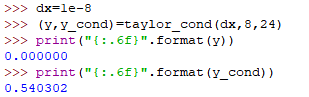 >>> dx=1e-8
>>> (y,y_cond)=taylor_cond(dx,8,24)
>>> print("{:.6f}".format(y))
0.000000
>>> print("{:.6f}".format(y_cond))
0.540302